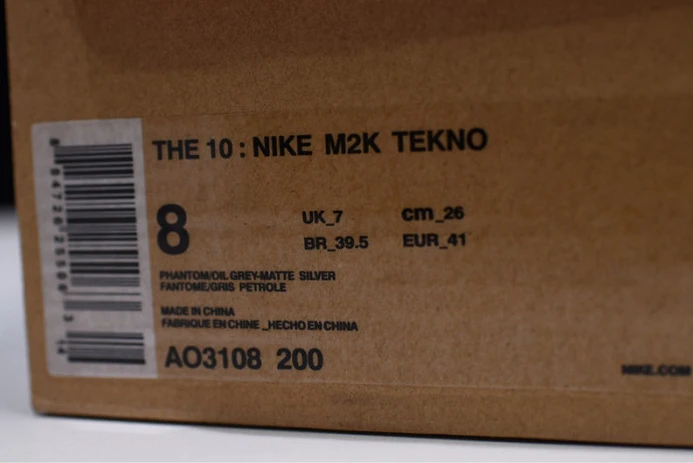 THE 10 : NIKE M2K TEKNO
8
UK_7 cm_26
BR_39.5 EUR_41
PHANTOM/OIL GREY-MATTE SILVER
FANTOME/GRIS PETROLE
MADE IN CHINA
FABRIQUE EN CHINE _HECHO EN CHINA
AO3108 200
NIKE.COM